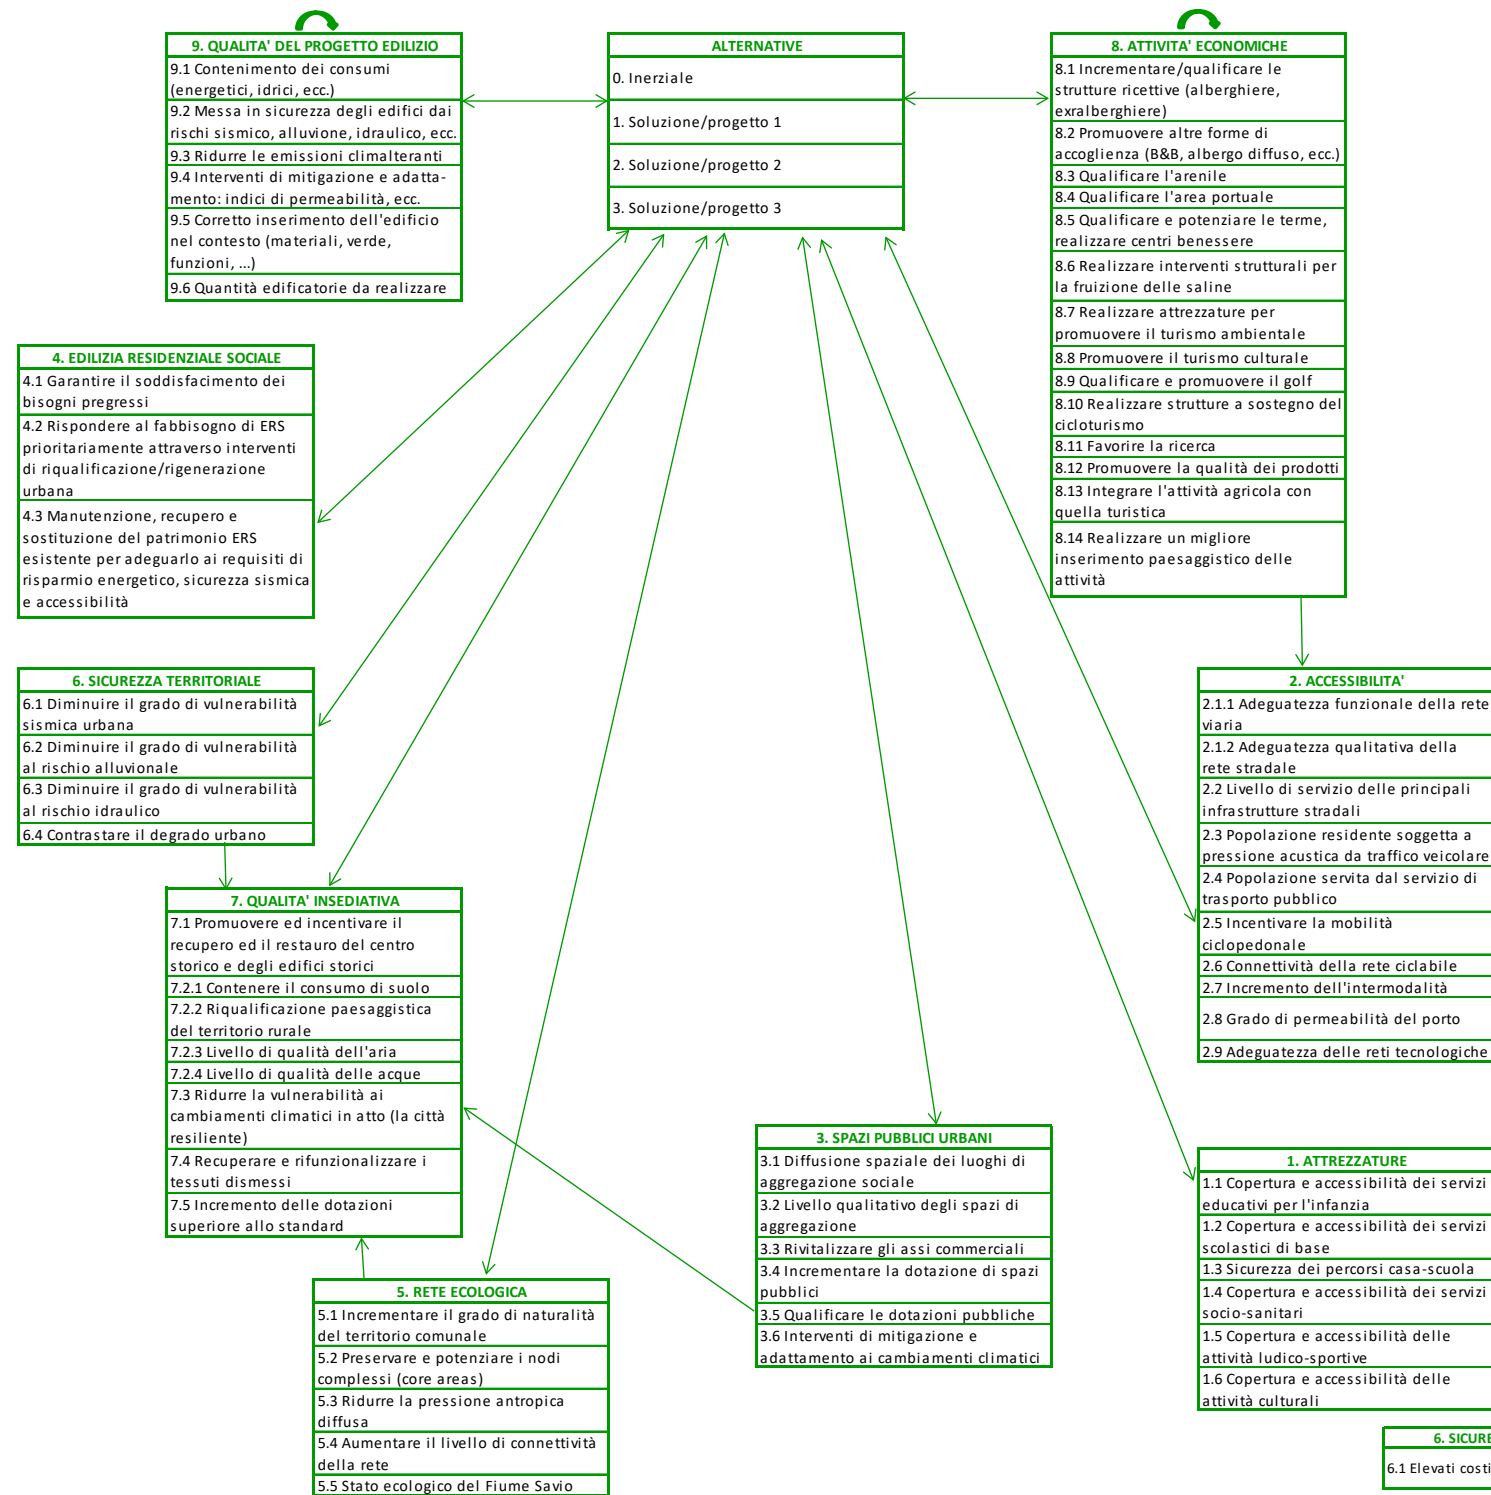 9. QUALITA' DEL PROGETTO EDILIZIO
9.1 Contenimento dei consumi
(energetici, idrici, ecc.)
9.2 Messa in sicurezza degli edifici dai
rischi sismico, alluvione, idraulico, ecc.
9.3 Ridurre le emissioni climalteranti
9.4 Interventi di mitigazione e adatta-
mento: indici di permeabilità, ecc.
9.5 Corretto inserimento dell'edificio
nel contesto (materiali, verde,
funzioni, ...)
9.6 Quantità edificatorie da realizzare
ALTERNATIVE
0. Inerziale
1. Soluzione/progetto 1
2. Soluzione/progetto 2
3. Soluzione/progetto 3
8. ATTIVITA' ECONOMICHE
8.1 Incrementare/qualificare le
strutture ricettive (alberghiere,
exralberghiere)
8.2 Promuovere altre forme di
accoglienza (B&B, albergo diffuso, ecc.)
8.3 Qualificare l'arenile
8.4 Qualificare l'area portuale
8.5 Qualificare e potenziare le terme,
realizzare centri benessere
8.6 Realizzare interventi strutturali per
la fruizione delle saline
8.7 Realizzare attrezzature per
promuovere il turismo ambientale
8.8 Promuovere il turismo culturale
8.9 Qualificare e promuovere il golf
8.10 Realizzare strutture a sostegno del
cicloturismo
8.11 Favorire la ricerca
8.12 Promuovere la qualità dei prodotti
8.13 Integrare l'attività agricola con
quella turistica
8.14 Realizzare un migliore
inserimento paesaggistico delle
attività
4. EDILIZIA RESIDENZIALE SOCIALE
4.1 Garantire il soddisfacimento dei
bisogni pregressi
4.2 Rispondere al fabbisogno di ERS
prioritariamente attraverso interventi
di riqualificazione/rigenerazione
urbana
4.3 Manutenzione, recupero e
sostituzione del patrimonio ERS
esistente per adeguarlo ai requisiti di
risparmio energetico, sicurezza sismica
e accessibilità
6. SICUREZZA TERRITORIALE
6.1 Diminuire il grado di vulnerabilità
sismica urbana
6.2 Diminuire il grado di vulnerabilità
al rischio alluvionale
6.3 Diminuire il grado di vulnerabilità
al rischio idraulico
6.4 Contrastare il degrado urbano
2. ACCESSIBILITA'
2.1.1 Adeguatezza funzionale della rete
viaria
2.1.2 Adeguatezza qualitativa della
rete stradale
2.2 Livello di servizio delle principali
infrastrutture stradali
2.3 Popolazione residente soggetta a
pressione acustica da traffico veicolare
2.4 Popolazione servita dal servizio di
trasporto pubblico
2.5 Incentivare la mobilità
ciclopedonale
2.6 Connettività della rete ciclabile
2.7 Incremento dell'intermodalità
2.8 Grado di permeabilità del porto
2.9 Adeguatezza delle reti tecnologiche
7. QUALITA' INSEDIATIVA
7.1 Promuovere ed incentivare il
recupero ed il restauro del centro
storico e degli edifici storici
7.2.1 Contenere il consumo di suolo
7.2.2 Riqualificazione paesaggistica
del territorio rurale
7.2.3 Livello di qualità dell'aria
7.2.4 Livello di qualità delle acque
7.3 Ridurre la vulnerabilità ai
cambiamenti climatici in atto (la città
resiliente)
7.4 Recuperare e rifunzionalizzare i
tessuti dismessi
7.5 Incremento delle dotazioni
superiore allo standard
3. SPAZI PUBBLICI URBANI
3.1 Diffusione spaziale dei luoghi di
aggregazione sociale
3.2 Livello qualitativo degli spazi di
aggregazione
3.3 Rivitalizzare gli assi commerciali
3.4 Incrementare la dotazione di spazi
pubblici
3.5 Qualificare le dotazioni pubbliche
3.6 Interventi di mitigazione e
adattamento ai cambiamenti climatici
1. ATTREZZATURE
1.1 Copertura e accessibilità dei servizi
educativi per l'infanzia
1.2 Copertura e accessibilità dei servizi
scolastici di base
1.3 Sicurezza dei percorsi casa-scuola
1.4 Copertura e accessibilità dei servizi
socio-sanitari
1.5 Copertura e accessibilità delle
attività ludico-sportive
1.6 Copertura e accessibilità delle
attività culturali
5. RETE ECOLOGICA
5.1 Incrementare il grado di naturalità
del territorio comunale
5.2 Preservare e potenziare i nodi
complessi (core areas)
5.3 Ridurre la pressione antropica
diffusa
5.4 Aumentare il livello di connettività
della rete
5.5 Stato ecologico del Fiume Savio
6. SICURE
6.1 Elevati costi